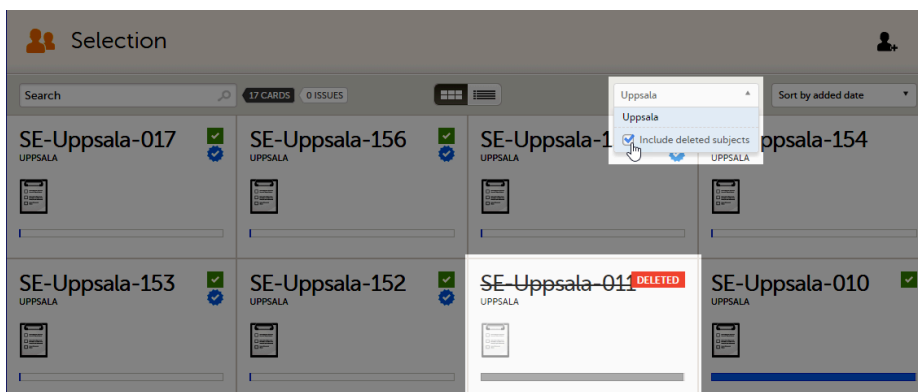 Selection
Search
17 CARDS
0 ISSUES
Uppsala
Sort by added date
Uppsala
Include deleted subjects
SE-Uppsala-017
UPPSALA
SE-Uppsala-156
UPPSALA
SE-Uppsala-1
UPPSALA
ppsala-154
UPPSALA
SE-Uppsala-153
UPPSALA
SE-Uppsala-152
UPPSALA
SE-Uppsala-011
DELETED
UPPSALA
SE-Uppsala-010
UPPSALA